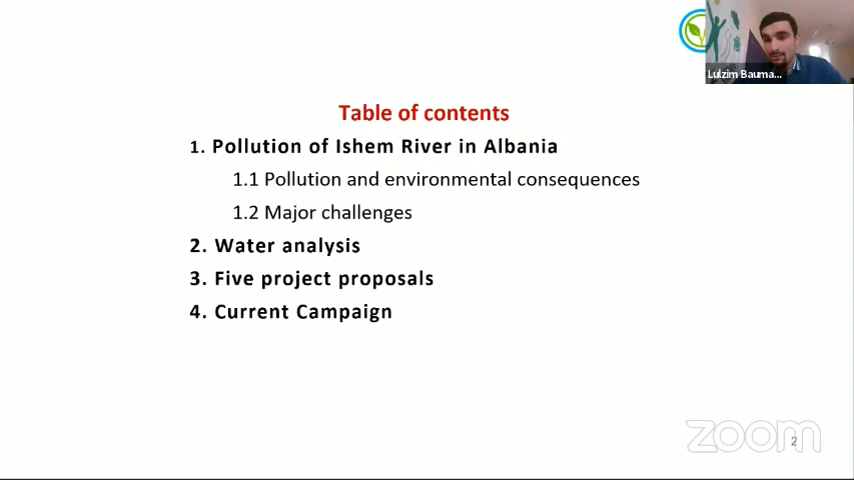 Lulzim Bauma...
Table of contents
1. Pollution of Ishem River in Albania
1.1 Pollution and environmental consequences
1.2 Major challenges
2. Water analysis
3. Five project proposals
4. Current Campaign
zoom
2